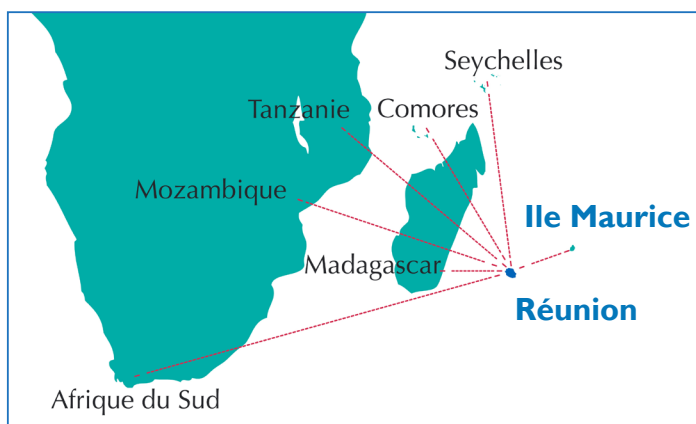 Seychelles
Tanzanie
Comores
Mozambique
Ile Maurice
Madagascar
Réunion
Afrique du Sud